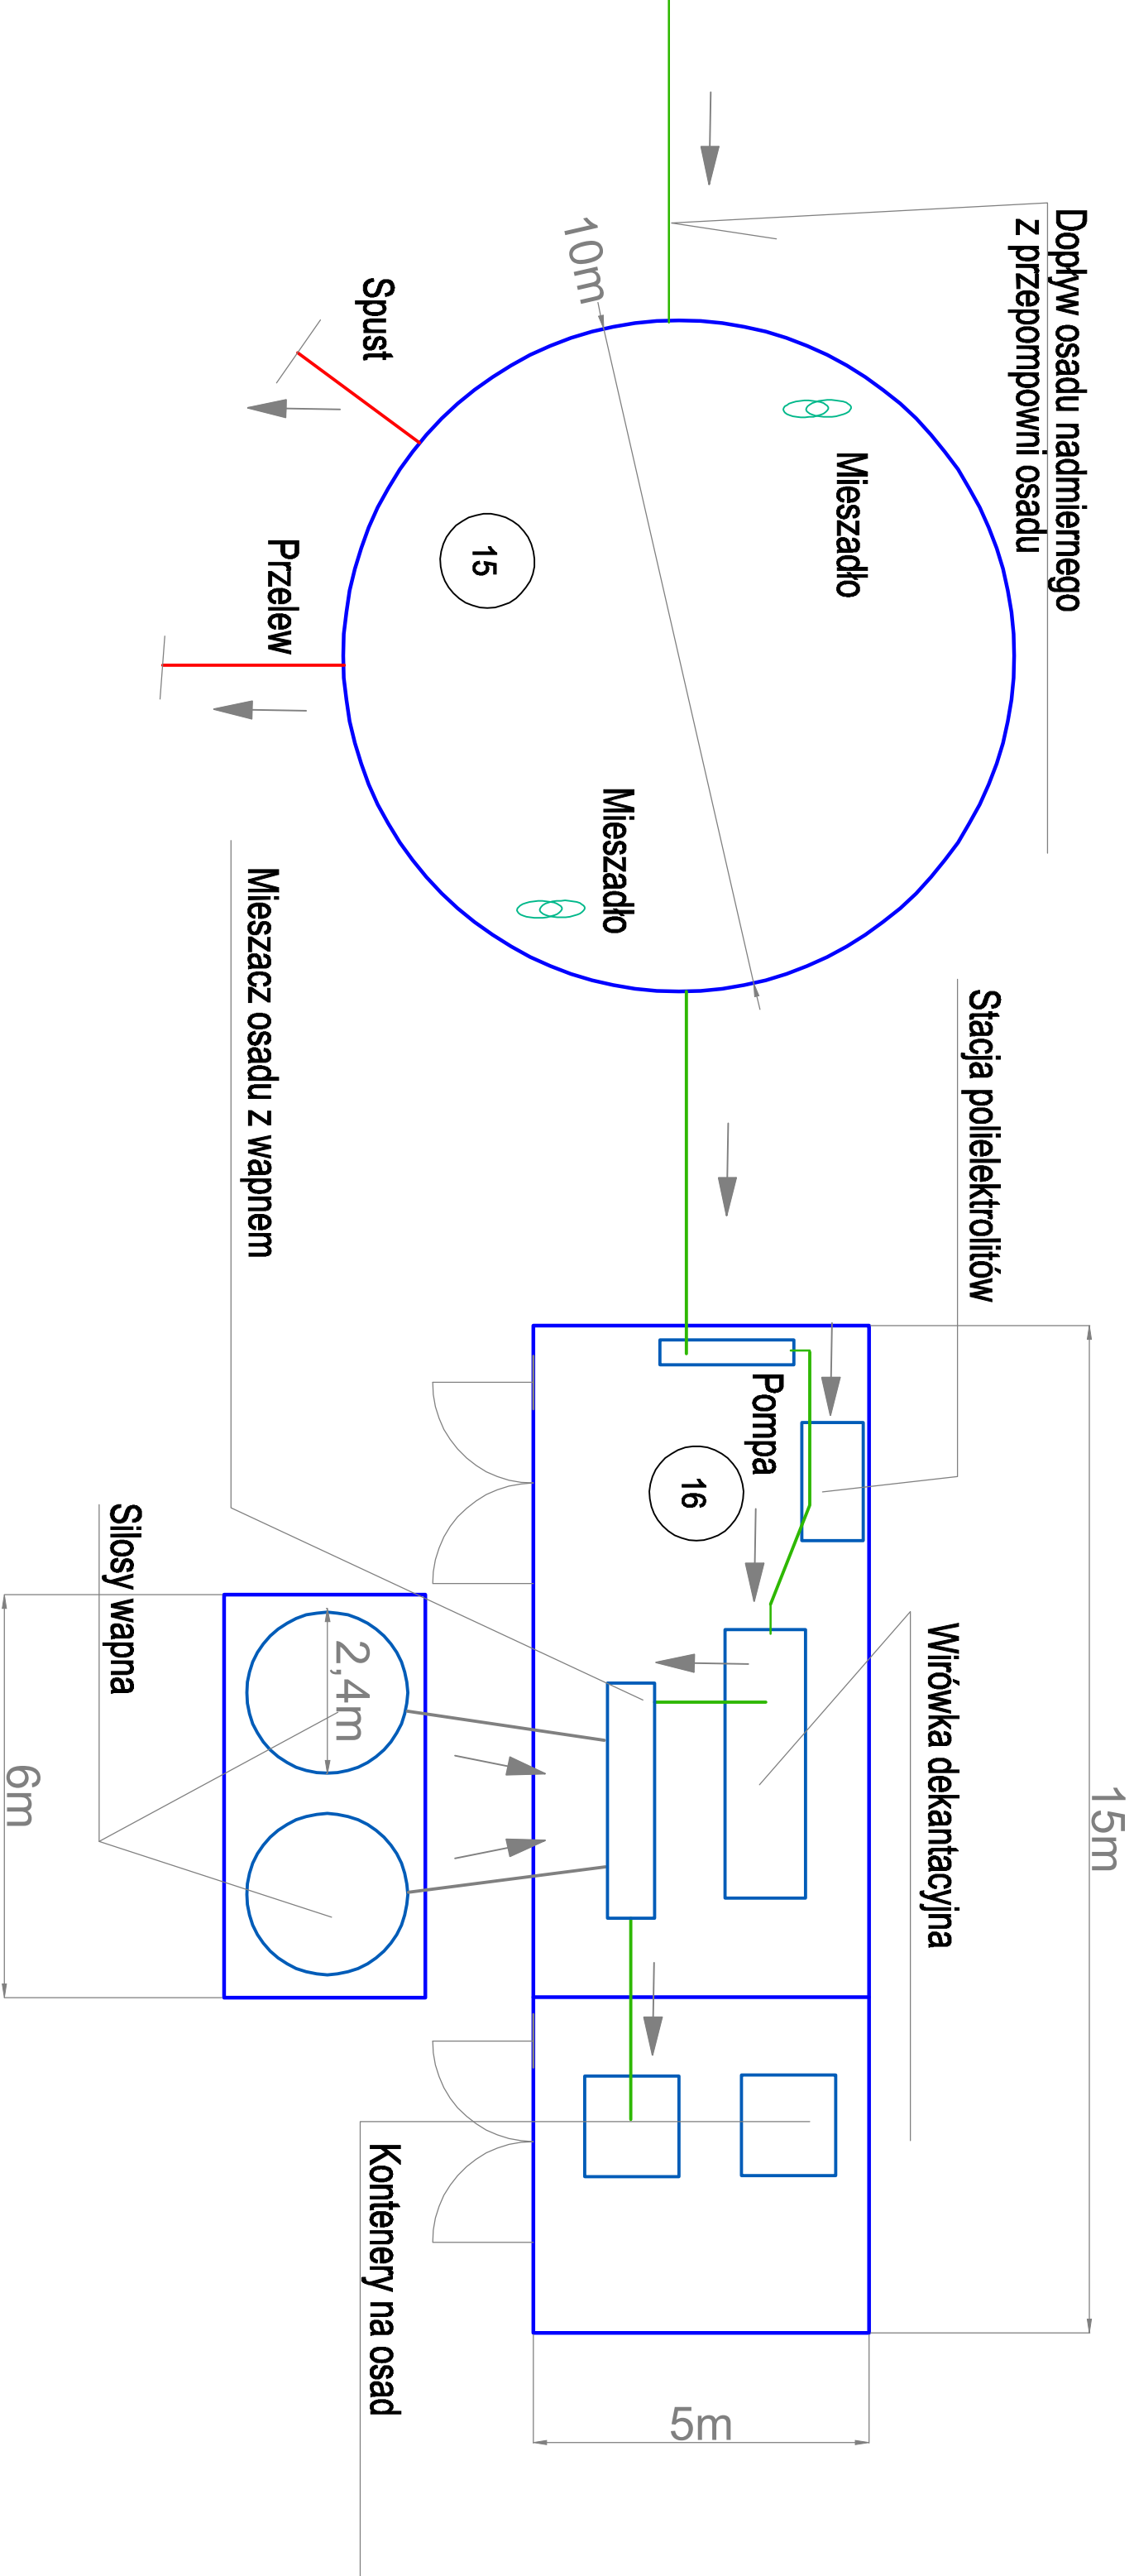 Dopływ osadu nadmiernego
z przepompowni osadu
10m
Spust
Mieszadło
15
Przelew
Mieszadło
Mieszacz osadu z wapnem
Stacja polielektrolitów
Pompa
16
Silosy wapna
2,4m
6m
Wirówka dekantacyjna
15m
Kontenery na osad
5m